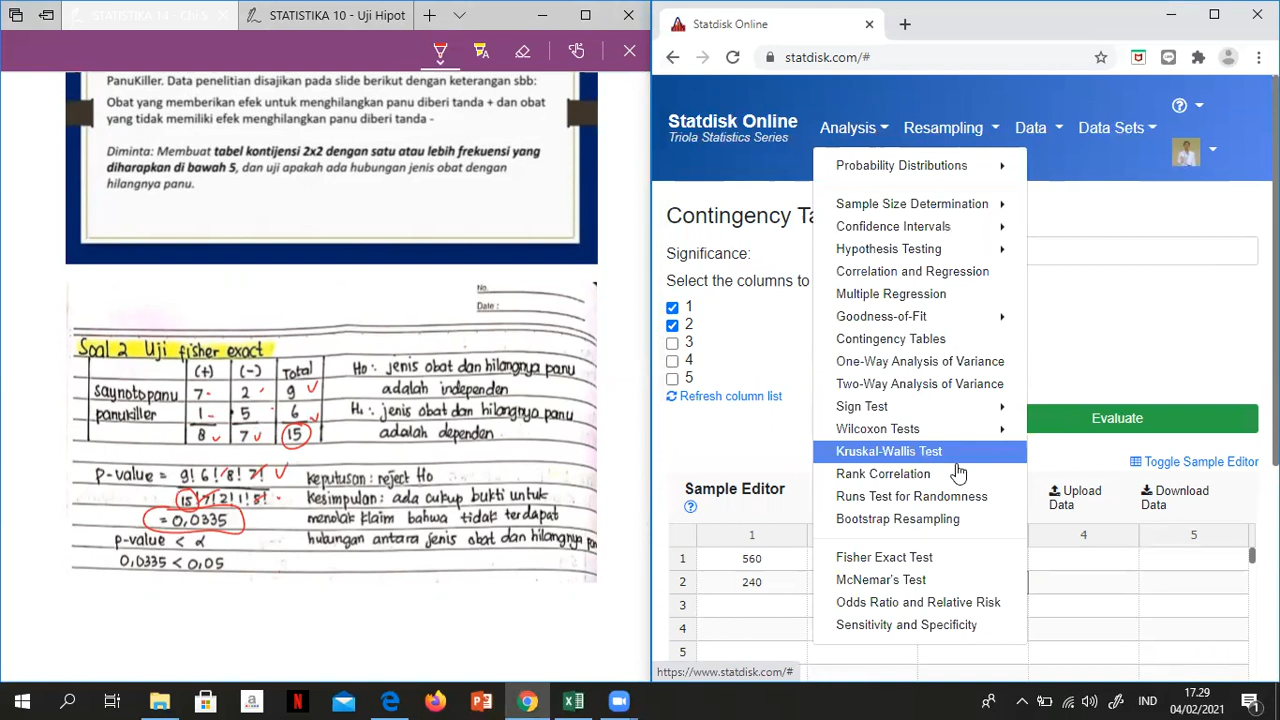 STATISTIKA 14 - Chi S
STATISTIKA 10 - Uji Hipot
PanuKiller. Data penelitian disajikan pada slide berikut dengan keterangan sbb:
Obat yang memberikan efek untuk menghilangkan panu diberi tanda + dan obat
yang tidak memiliki efek menghilangkan panu diberi tanda -
Diminta: Membuat tabel kontijensi 2x2 dengan satu atau lebih frekuensi yang
diharapkan di bawah 5, dan uji apakah ada hubungan jenis obat dengan
hilangnya panu.
No.
Date :
Soal 2 Uji fisher exact
(+) (-) Total
saynotopanu 7 2 9
panukiller 1 5 6
8 7 15
Ho : jenis obat dan hilangnya panu
adalah independen
H1 : jenis obat dan hilangnya panu
adalah dependen
P-value = 9! 6! 8! 7!
15! 7! 2! 1! 5!
= 0,0335
p-value < α
0,0335 < 0,05
keputusan: reject Ho
kesimpulan: ada cukup bukti untuk
menolak klaim bahwa tidak terdapat
hubungan antara jenis obat dan hilangnya
Statdisk Online
statdisk.com/#
Statdisk Online
Triola Statistics Series
Analysis
Resampling
Data
Data Sets
Contingency Ta
Significance:
Select the columns to
1
2
3
4
5
Refresh column list
Probability Distributions
Sample Size Determination
Confidence Intervals
Hypothesis Testing
Correlation and Regression
Multiple Regression
Goodness-of-Fit
Contingency Tables
One-Way Analysis of Variance
Two-Way Analysis of Variance
Sign Test
Wilcoxon Tests
Kruskal-Wallis Test
Rank Correlation
Runs Test for Randomness
Bootstrap Resampling
Fisher Exact Test
McNemar's Test
Odds Ratio and Relative Risk
Sensitivity and Specificity
Evaluate
Toggle Sample Editor
Sample Editor
Upload Data
Download Data
1 4 5
1 560
2 240
3
4
5
https://www.statdisk.com/#
IND
17.29
04/02/2021